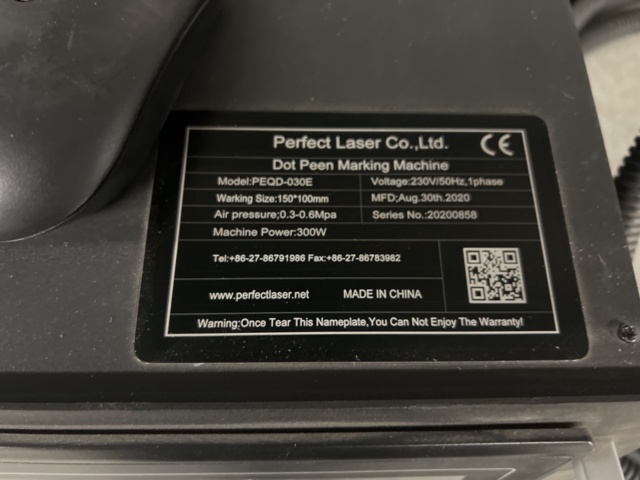 Perfect Laser Co.,Ltd. CE
Dot Peen Marking Machine
Model:PEQD-030E Voltage:230V/50Hz,1phase
Warking Size:150*100mm MFD;Aug.30th.2020
Air pressure;0.3-0.6Mpa Series No.:20200858
Machine Power:300W
Tel:+86-27-86791986 Fax:+86-27-86783982
www.perfectlaser.net MADE IN CHINA
Warning;Once Tear This Nameplate,You Can Not Enjoy The Warranty!